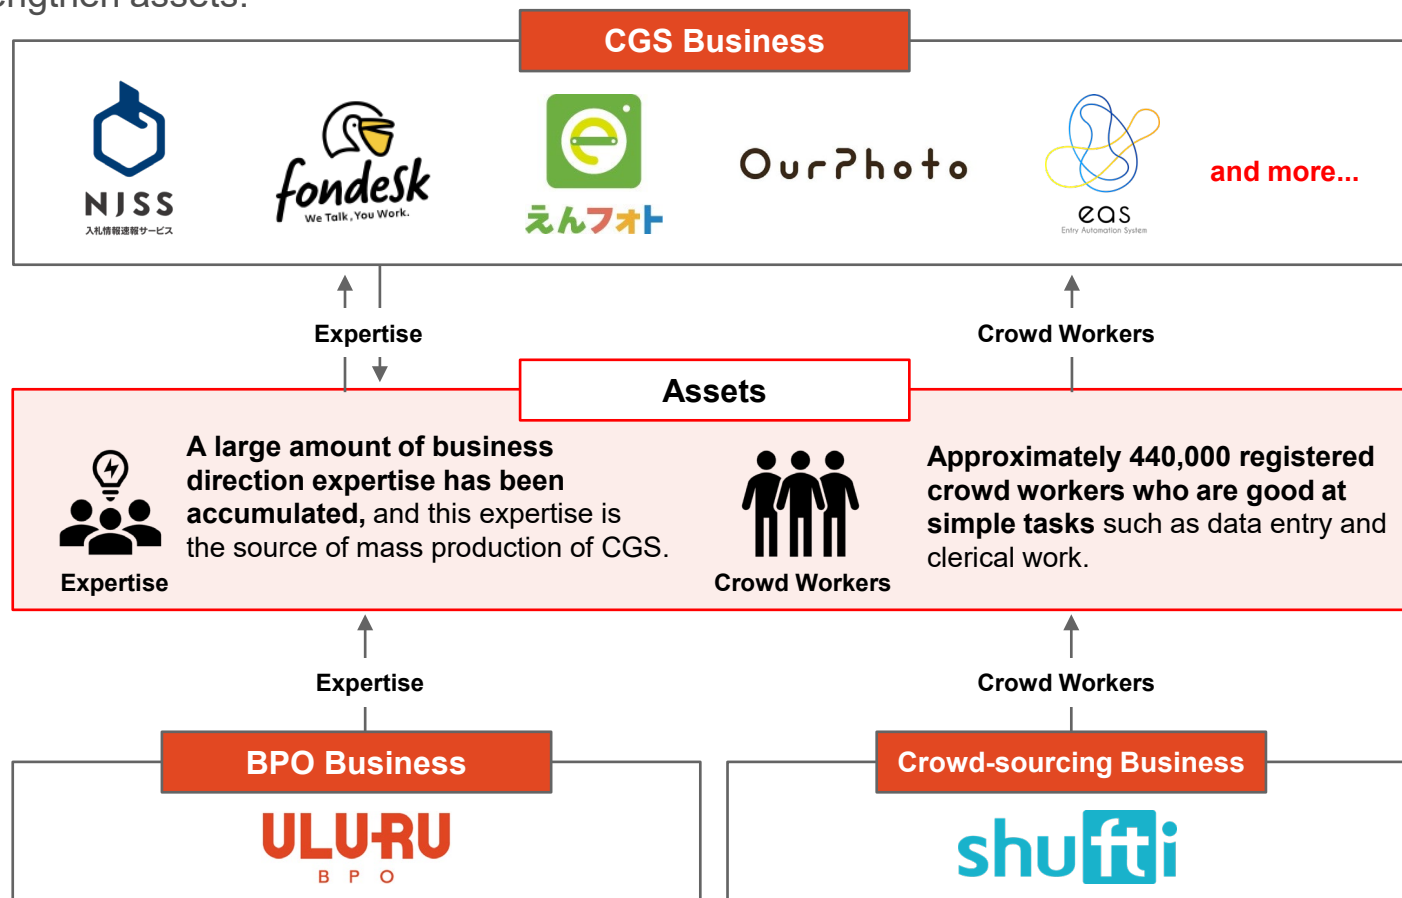 engthen assets.
CGS Business
NJSS
入札情報速報サービス
fondesk
We Talk, You Work.
e
えんフォト
OurPhoto
eas
Entry Automation System
and more...
Expertise
Crowd Workers
Assets
A large amount of business
direction expertise has been
accumulated, and this expertise is
the source of mass production of CGS.
Expertise
Crowd Workers
Approximately 440,000 registered
crowd workers who are good at
simple tasks such as data entry and
clerical work.
Expertise
Crowd Workers
BPO Business
Crowd-sourcing Business
ULURU
BPO
shufti